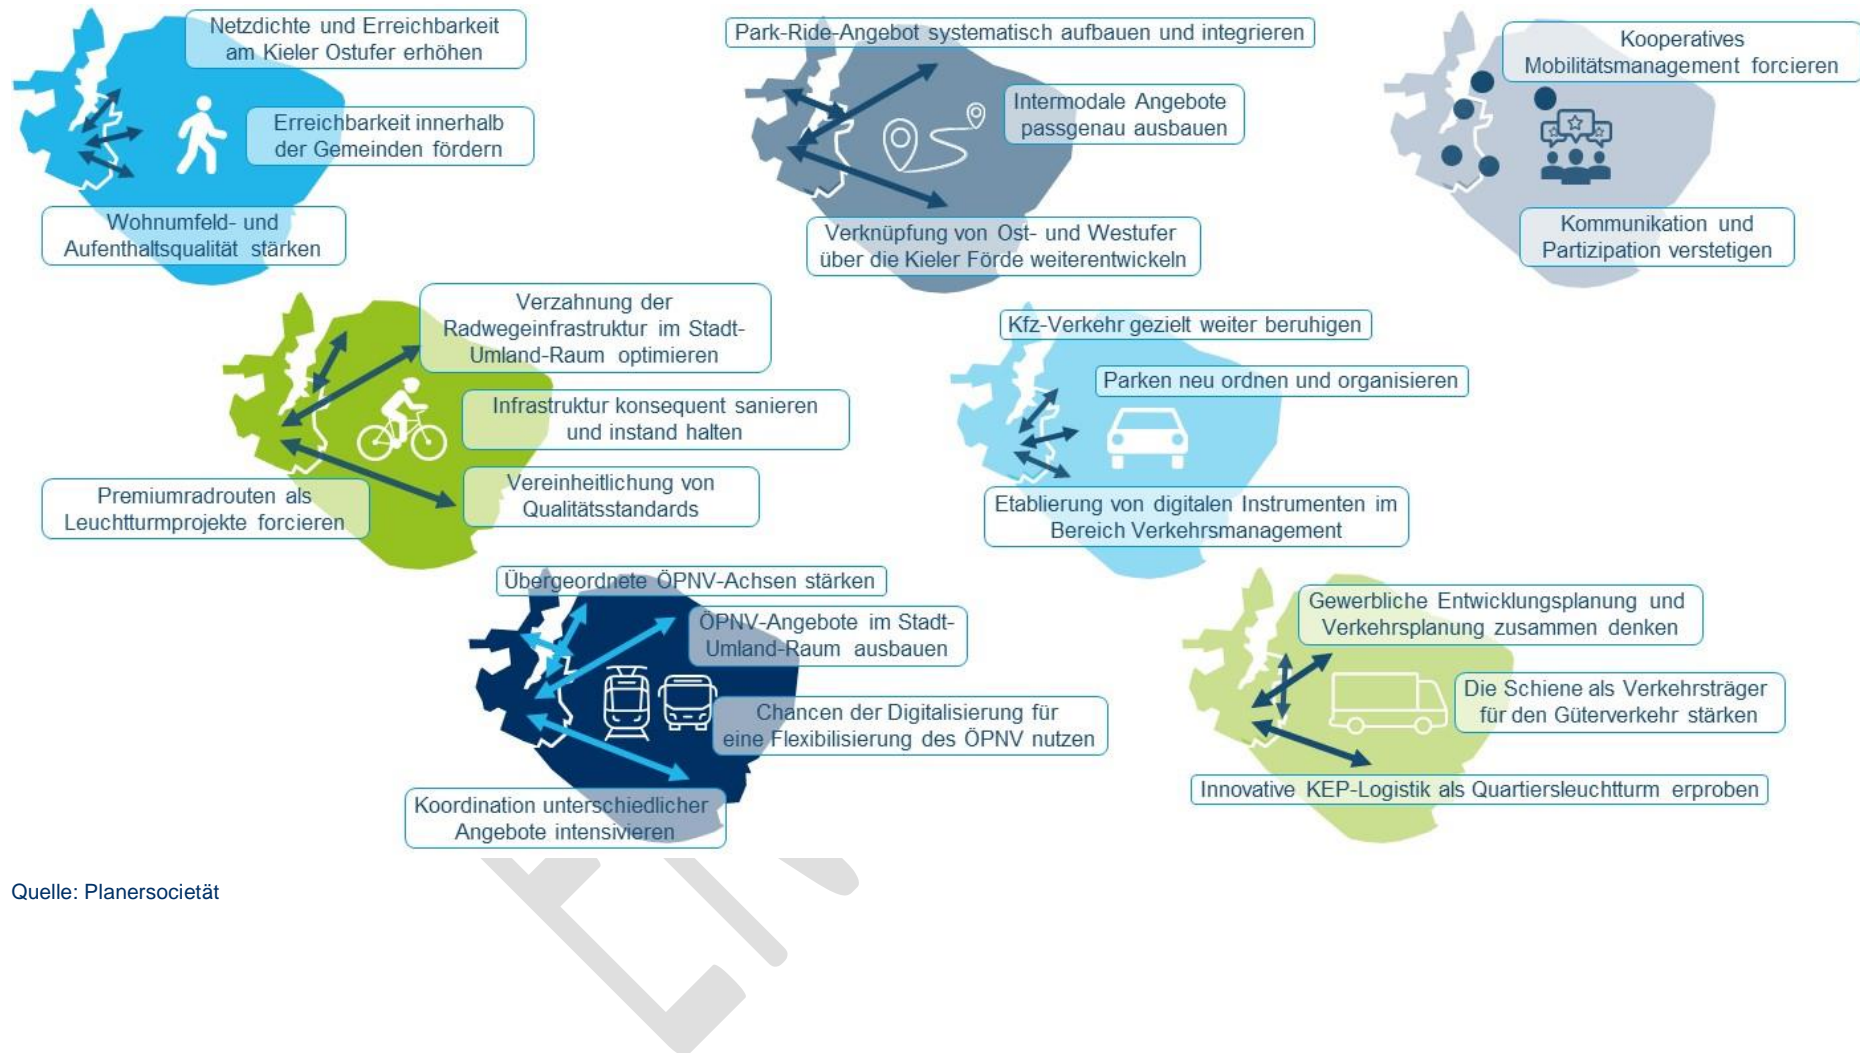 Netzdichte und Erreichbarkeit
am Kieler Ostufer erhöhen
Erreichbarkeit innerhalb
der Gemeinden fördern
Wohnumfeld- und
Aufenthaltsqualität stärken
Park-Ride-Angebot systematisch aufbauen und integrieren
Intermodale Angebote
passgenau ausbauen
Verknüpfung von Ost- und Westufer
über die Kieler Förde weiterentwickeln
Kooperatives
Mobilitätsmanagement forcieren
Kommunikation und
Partizipation verstetigen
Verzahnung der
Radwegeinfrastruktur im Stadt-
Umland-Raum optimieren
Infrastruktur konsequent sanieren
und instand halten
Vereinheitlichung von
Qualitätsstandards
Premiumradrouten als
Leuchtturmprojekte forcieren
Kfz-Verkehr gezielt weiter beruhigen
Parken neu ordnen und organisieren
Etablierung von digitalen Instrumenten im
Bereich Verkehrsmanagement
Übergeordnete ÖPNV-Achsen stärken
ÖPNV-Angebote im Stadt-
Umland-Raum ausbauen
Chancen der Digitalisierung für
eine Flexibilisierung des ÖPNV nutzen
Koordination unterschiedlicher
Angebote intensivieren
Gewerbliche Entwicklungsplanung und
Verkehrsplanung zusammen denken
Die Schiene als Verkehrsträger
für den Güterverkehr stärken
Innovative KEP-Logistik als Quartiersleuchtturm erproben
Quelle: Planersocietät